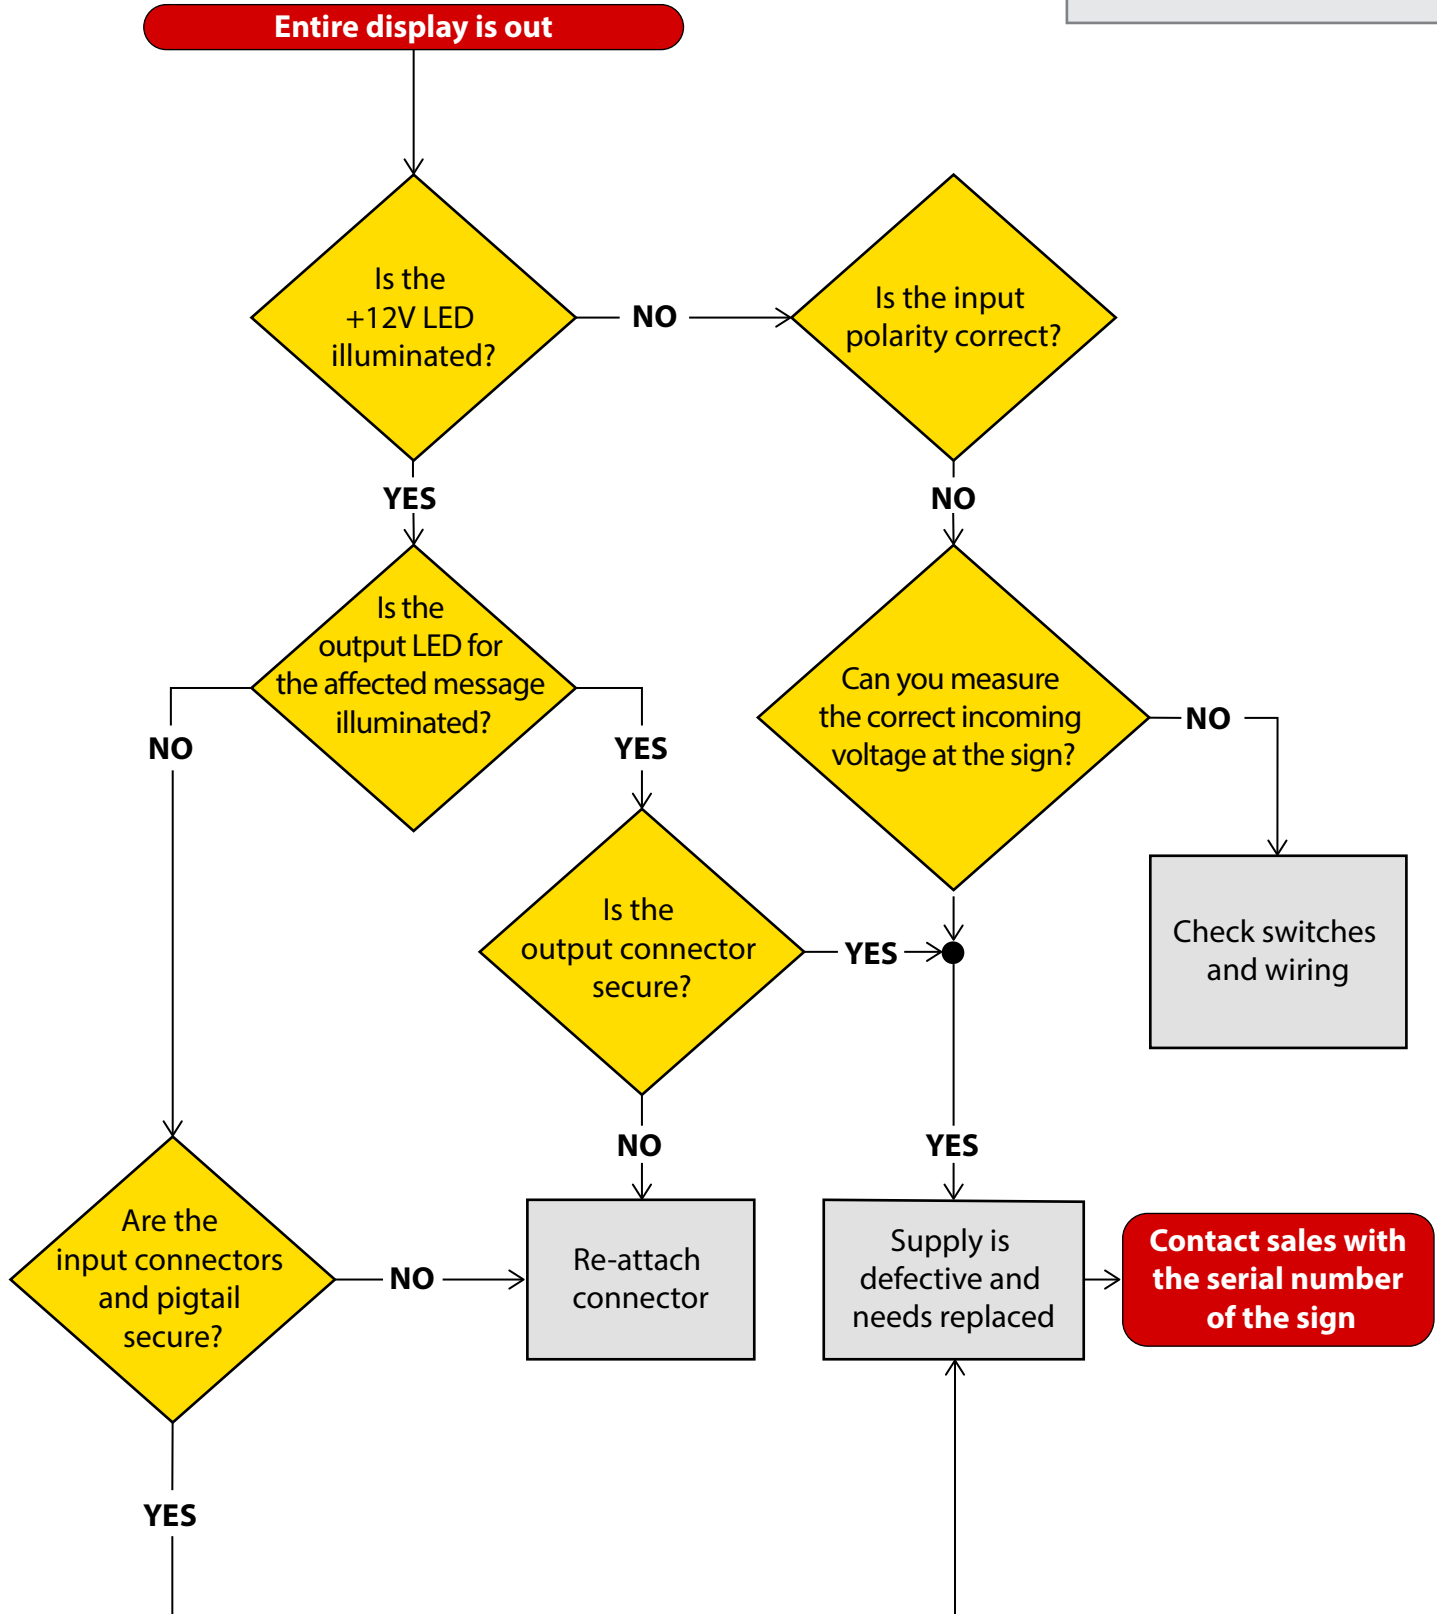 Entire display is out
Is the
+12V LED
illuminated?
NO
Is the input
polarity correct?
YES
NO
Is the
output LED for
the affected message
illuminated?
Can you measure
the correct incoming
voltage at the sign?
NO
NO
YES
Is the
output connector
secure?
YES
Check switches
and wiring
NO
YES
Are the
input connectors
and pigtail
secure?
NO
Re-attach
connector
Supply is
defective and
needs replaced
Contact sales with
the serial number
of the sign
YES